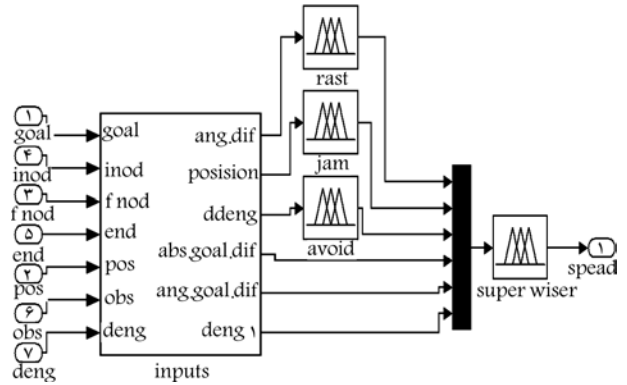 ۱
goal
۴
inod
۳
f nod
۵
end
۲
pos
۶
obs
۷
deng
goal
inod
f nod
end
pos
obs
deng
ang.dif
posision
ddeng
abs.goal.dif
ang.goal.dif
deng ۱
inputs
rast
jam
avoid
super wiser
۱
spead